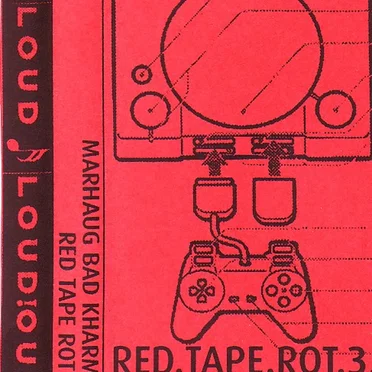 LOUD LOUD!OU
MARHAUG BAD KHARM
RED TAPE ROT
RED.TAPE.ROT.3